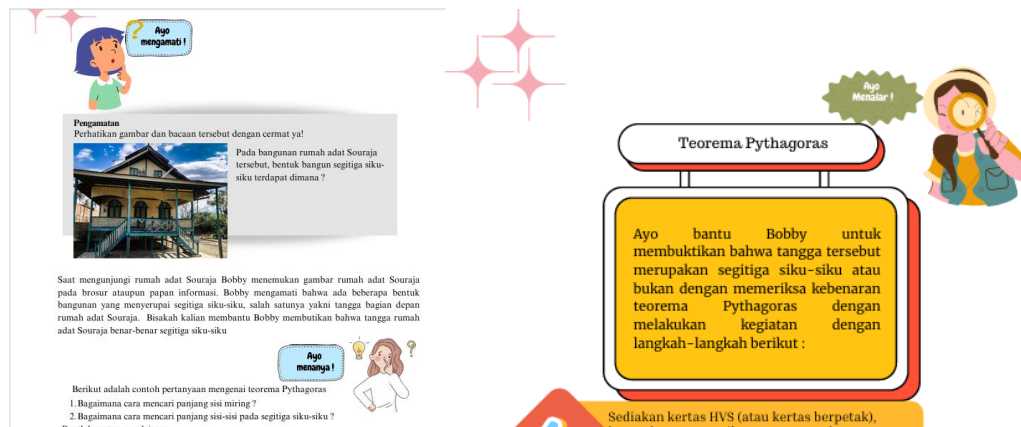 Ayo
mengamati !
Pengamatan
Perhatikan gambar dan bacaan tersebut dengan cermat ya!
Pada bangunan rumah adat Souraja
tersebut, bentuk bangun segitiga siku-
siku terdapat dimana ?
Saat mengunjungi rumah adat Souraja Bobby menemukan gambar rumah adat Souraja
pada brosur ataupun papan informasi. Bobby mengamati bahwa ada beberapa bentuk
bangunan yang menyerupai segitiga siku-siku, salah satunya yakni tangga bagian depan
rumah adat Souraja. Bisakah kalian membantu Bobby membutikan bahwa tangga rumah
adat Souraja benar-benar segitiga siku-siku
Ayo
menanya !
Berikut adalah contoh pertanyaan mengenai teorema Pythagoras
1. Bagaimana cara mencari panjang sisi miring ?
2. Bagaimana cara mencari panjang sisi-sisi pada segitiga siku-siku ?
Ayo
Menalar !
Teorema Pythagoras
Ayo bantu Bobby untuk
membuktikan bahwa tangga tersebut
merupakan segitiga siku-siku atau
bukan dengan memeriksa kebenaran
teorema Pythagoras dengan
melakukan kegiatan dengan
langkah-langkah berikut :
Sediakan kertas HVS (atau kertas berpetak),